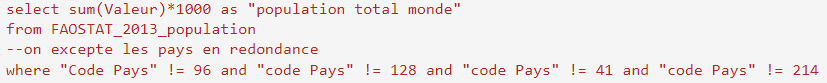 select sum(Valeur)*1000 as "population total monde"
from FAOSTAT_2013_population
--on excepte les pays en redondance
where "Code Pays" != 96 and "code Pays" != 128 and "code Pays" != 41 and "code Pays" != 214